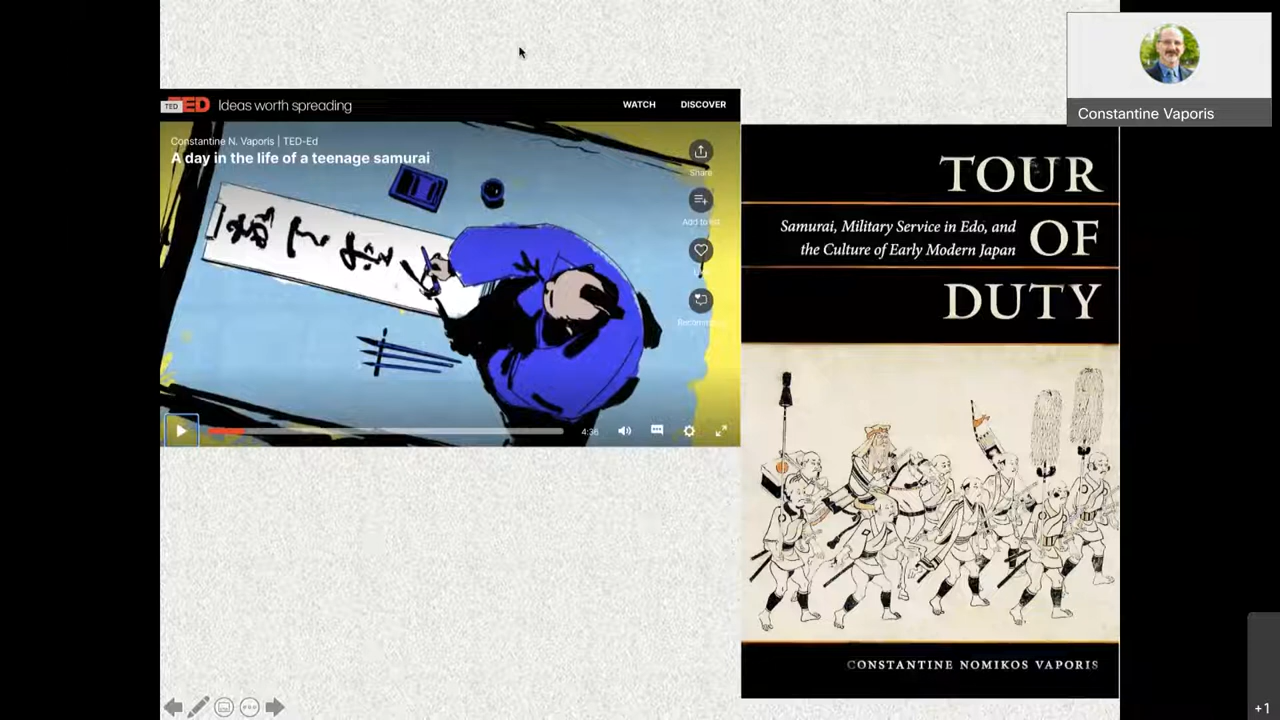 TED
TED Ideas worth spreading
WATCH
DISCOVER
Constantine N. Vaporis | TED-Ed
A day in the life of a teenage samurai
Share
Add to list
4:36
TOUR
Samurai, Military Service in Edo, and
the Culture of Early Modern Japan
OF
DUTY
CONSTANTINE NOMIKOS VAPORIS
Constantine Vaporis
+1